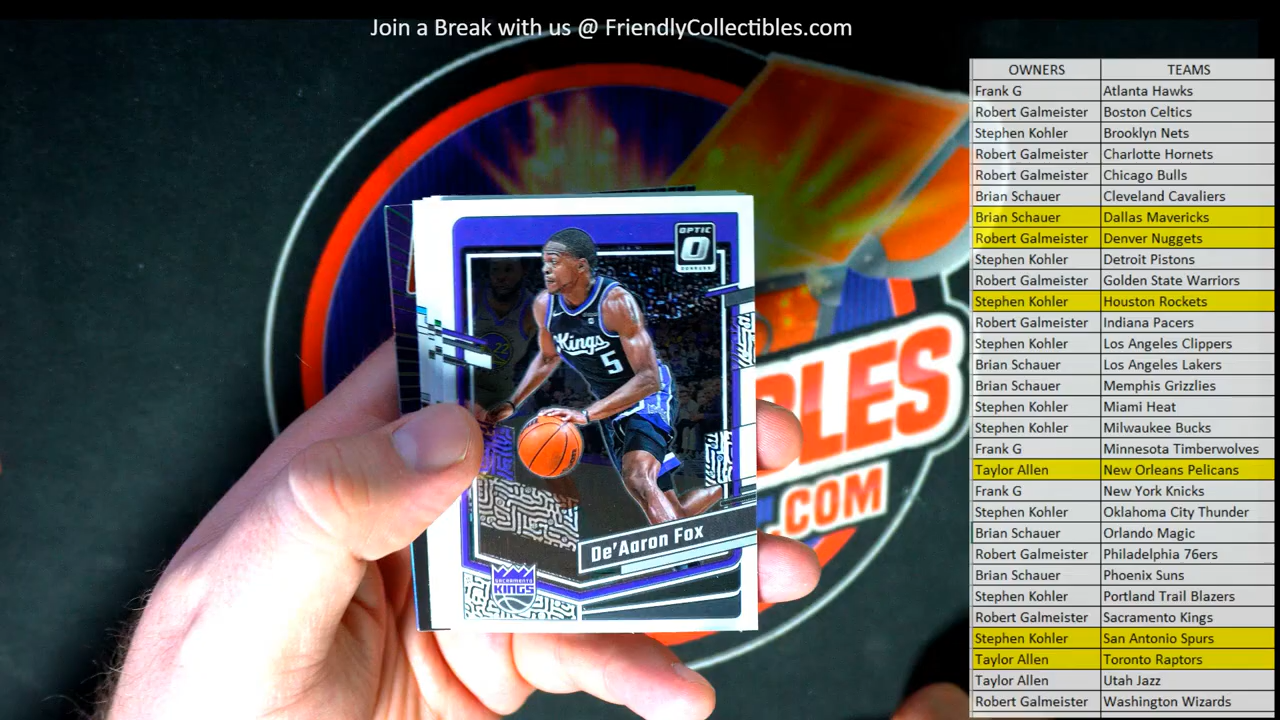 Join a Break with us @ FriendlyCollectibles.com
OWNERS TEAMS
Frank G Atlanta Hawks
Robert Galmeister Boston Celtics
Stephen Kohler Brooklyn Nets
Robert Galmeister Charlotte Hornets
Robert Galmeister Chicago Bulls
Brian Schauer Cleveland Cavaliers
Brian Schauer Dallas Mavericks
Robert Galmeister Denver Nuggets
Stephen Kohler Detroit Pistons
Robert Galmeister Golden State Warriors
Stephen Kohler Houston Rockets
Robert Galmeister Indiana Pacers
Stephen Kohler Los Angeles Clippers
Brian Schauer Los Angeles Lakers
Brian Schauer Memphis Grizzlies
Stephen Kohler Miami Heat
Stephen Kohler Milwaukee Bucks
Frank G Minnesota Timberwolves
Taylor Allen New Orleans Pelicans
Frank G New York Knicks
Stephen Kohler Oklahoma City Thunder
Brian Schauer Orlando Magic
Robert Galmeister Philadelphia 76ers
Brian Schauer Phoenix Suns
Stephen Kohler Portland Trail Blazers
Robert Galmeister Sacramento Kings
Stephen Kohler San Antonio Spurs
Taylor Allen Toronto Raptors
Taylor Allen Utah Jazz
Robert Galmeister Washington Wizards
OPTIC
DONRUSS
22
Kings
5
De'Aaron Fox
SACRAMENTO
KINGS
BLES
.COM